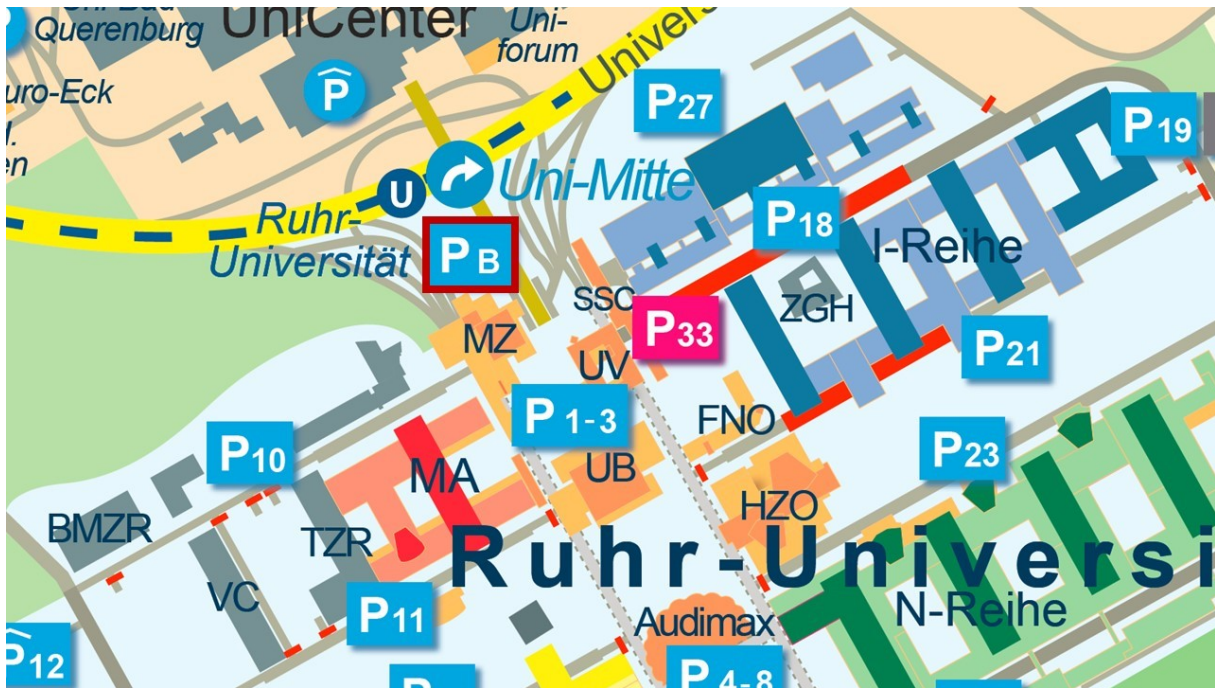 Querenburg
UniCenter
Uni-
forum
P
uro-Eck
Univers
P27
P19
U
Uni-Mitte
Ruhr-
Universität
P B
P18
I-Reihe
SSC
ZGH
MZ
P33
UV
P21
P 1-3
FNO
P10
MA
UB
P23
HZO
BMZR
TZR
Ruhr-Universi
VC
P11
N-Reihe
Audimax
P12
P 4-8